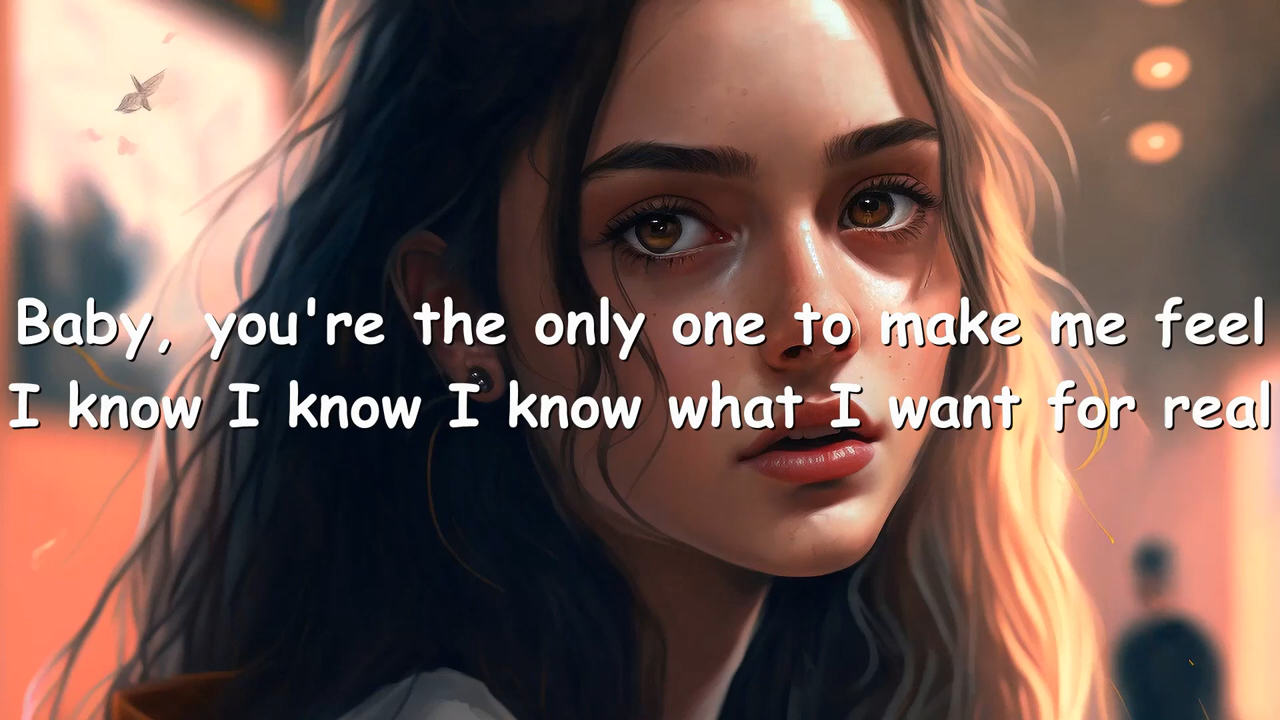 Baby, you're the only one to make me feel
I know I know I know what I want for real